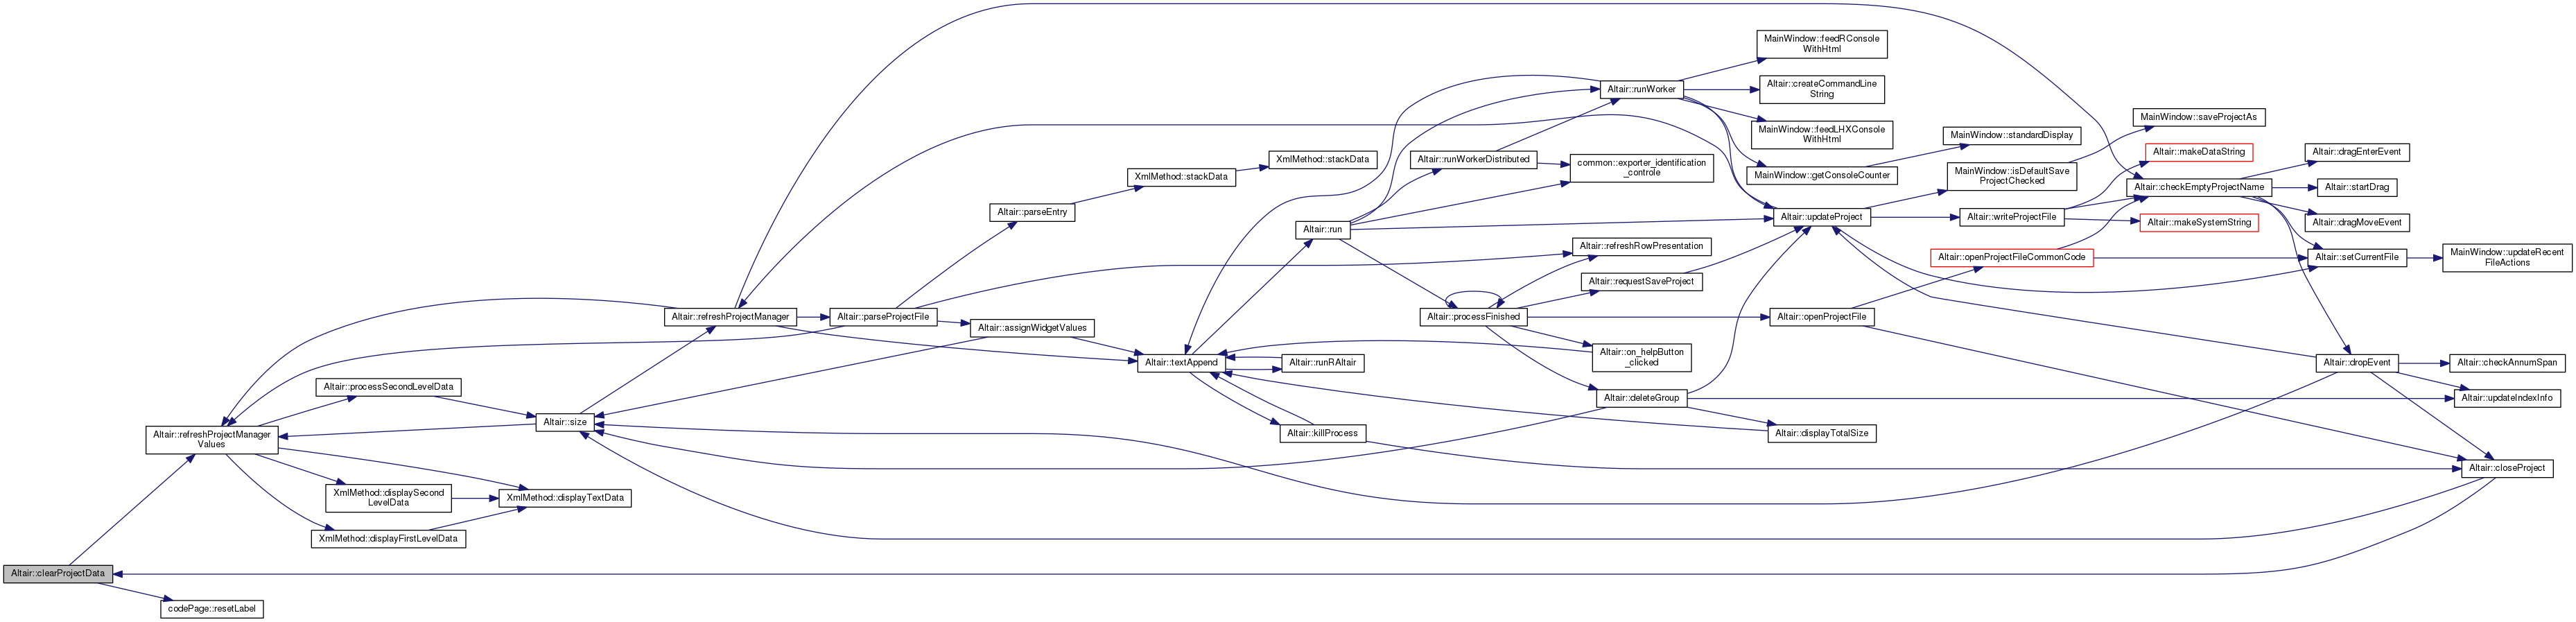 Altair::clearProjectData
Altair::refreshProjectManager
Values
codePage::resetLabel
Altair::processSecondLevelData
XmlMethod::displaySecond
LevelData
XmlMethod::displayFirstLevelData
Altair::size
XmlMethod::displayTextData
Altair::refreshProjectManager
Altair::parseProjectFile
Altair::parseEntry
Altair::assignWidgetValues
XmlMethod::stackData
Altair::textAppend
XmlMethod::stackData
Altair::run
Altair::runRAltair
Altair::killProcess
Altair::runWorkerDistributed
Altair::processFinished
common::exporter_identification
_controle
Altair::refreshRowPresentation
Altair::requestSaveProject
Altair::on_helpButton
_clicked
Altair::deleteGroup
Altair::runWorker
MainWindow::feedRConsole
WithHtml
Altair::createCommandLine
String
MainWindow::feedLHXConsole
WithHtml
MainWindow::getConsoleCounter
Altair::updateProject
Altair::openProjectFile
Altair::displayTotalSize
Altair::closeProject
MainWindow::standardDisplay
MainWindow::isDefaultSave
ProjectChecked
Altair::writeProjectFile
Altair::openProjectFileCommonCode
MainWindow::saveProjectAs
Altair::makeDataString
Altair::checkEmptyProjectName
Altair::makeSystemString
Altair::dragEnterEvent
Altair::startDrag
Altair::dragMoveEvent
Altair::setCurrentFile
Altair::dropEvent
MainWindow::updateRecent
FileActions
Altair::checkAnnumSpan
Altair::updateIndexInfo